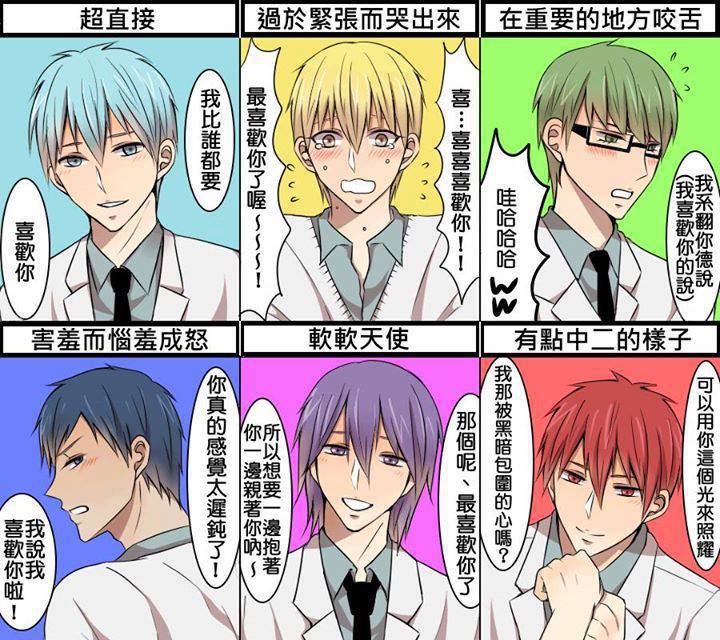 超直接
我比誰都要
喜歡你
過於緊張而哭出來
喜…喜喜喜歡你！！
最喜歡你了喔～～～！
在重要的地方咬舌
我系翻你德說
(我喜歡你的說)
哇哈哈哈
ww
害羞而惱羞成怒
你真的感覺太遲鈍了！
我說我
喜歡你啦！
軟軟天使
那個呢、最喜歡你了
所以想要一邊抱著
你一邊親著你吶～
有點中二的樣子
可以用你這個光來照耀
我那被黑暗包圍的心嗎？